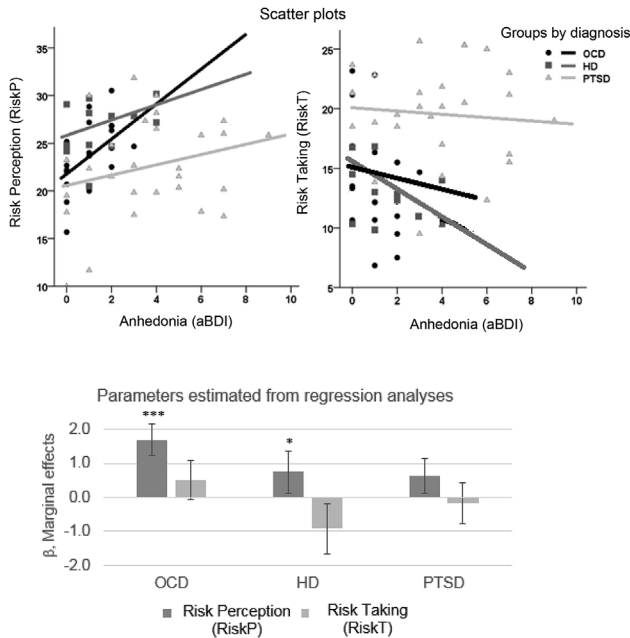 Scatter plots
Groups by diagnosis
OCD
HD
PTSD
Risk Perception (RiskP)
35
30
25
20
15
10
0 2 4 6 8 10
Anhedonia (aBDI)
Risk Taking (RiskT)
25
20
15
10
5
0 2 4 6 8 10
Anhedonia (aBDI)
Parameters estimated from regression analyses
β, Marginal effects
2.0
1.0
0.0
-1.0
-2.0
***
*
OCD HD PTSD
Risk Perception Risk Taking
(RiskP) (RiskT)